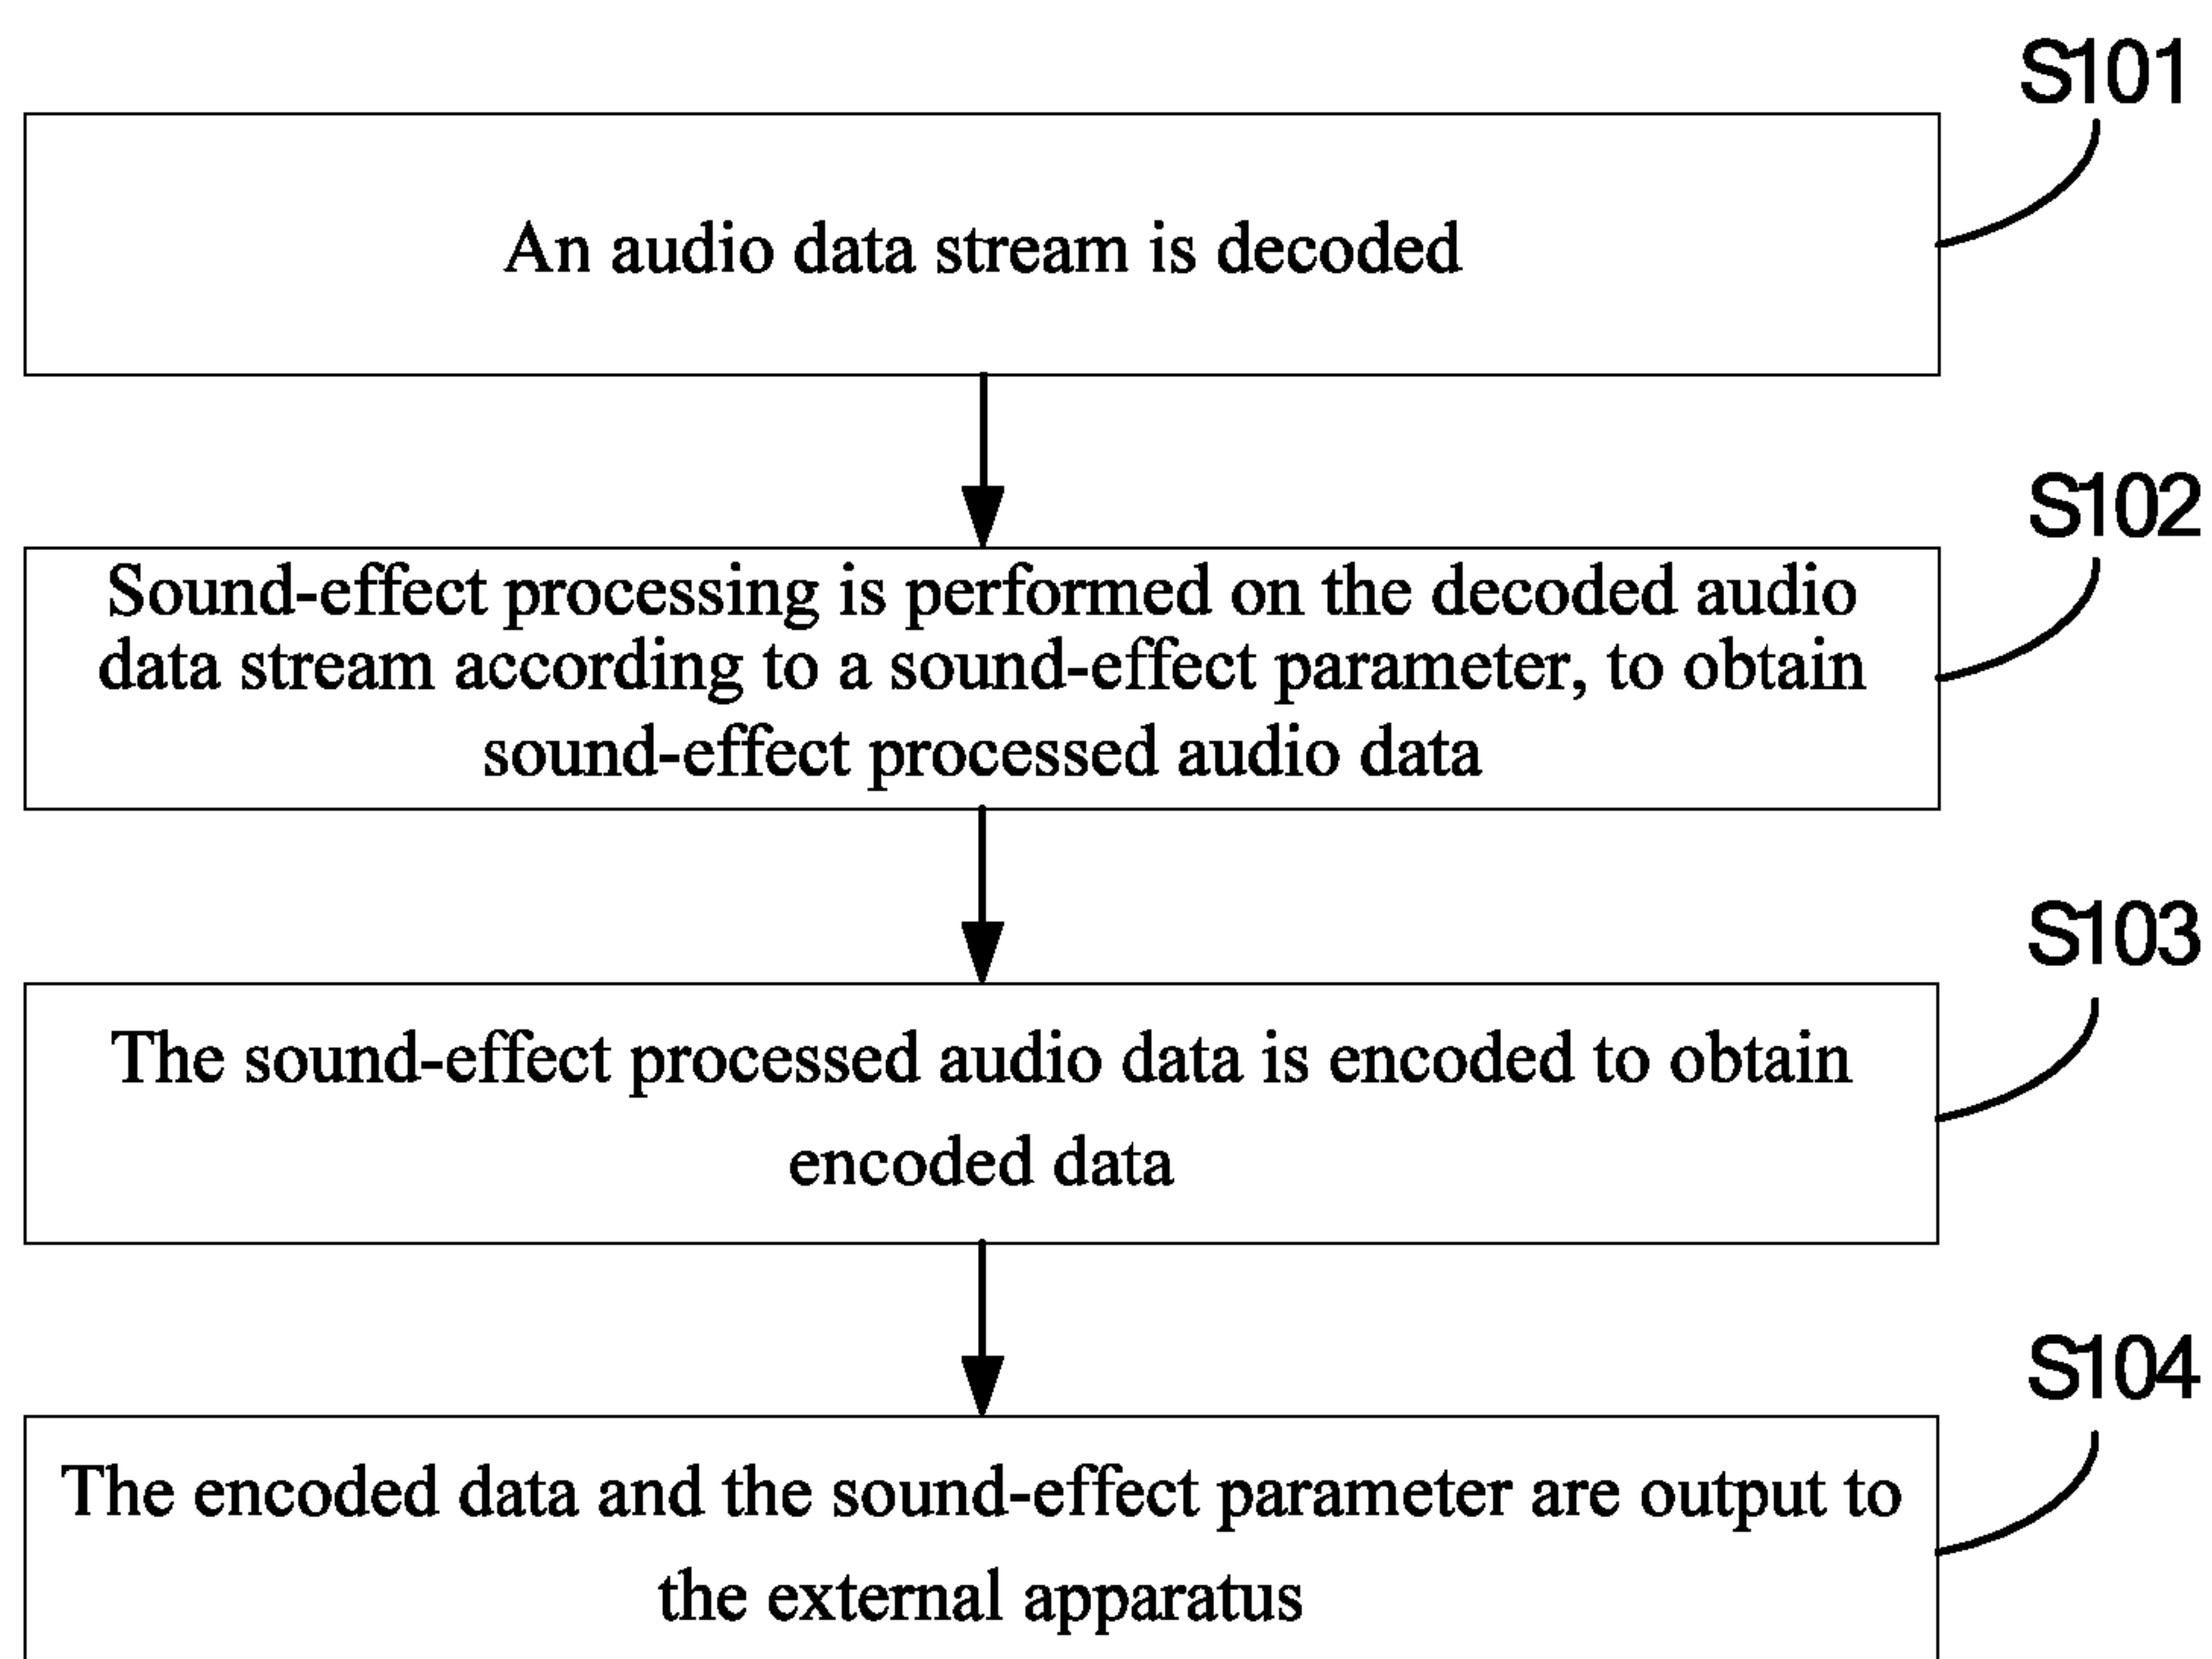 S101
An audio data stream is decoded
S102
Sound-effect processing is performed on the decoded audio
data stream according to a sound-effect parameter, to obtain
sound-effect processed audio data
S103
The sound-effect processed audio data is encoded to obtain
encoded data
S104
The encoded data and the sound-effect parameter are output to
the external apparatus